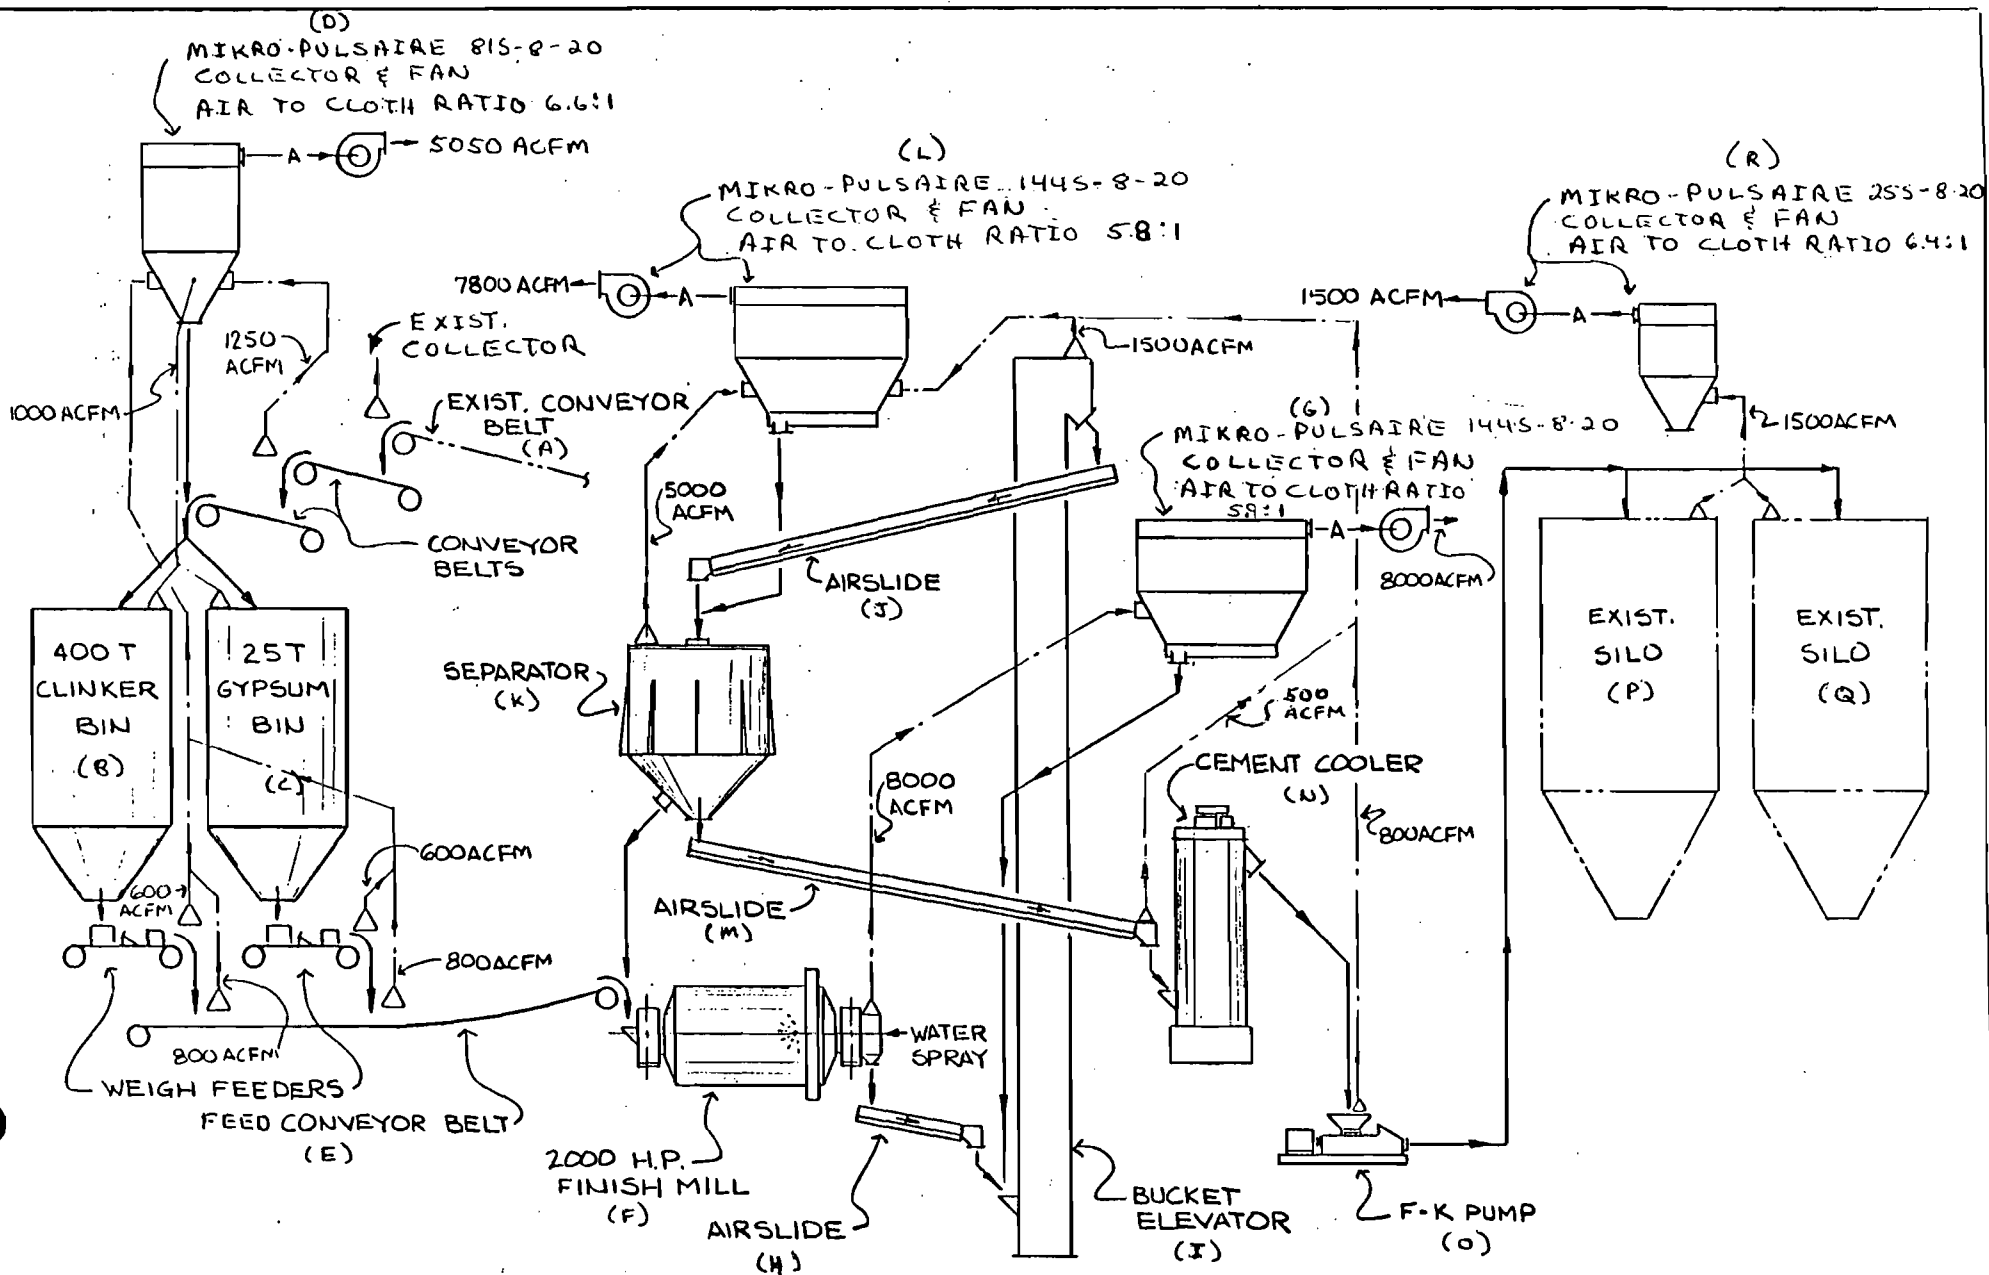 (D)
MIKRO-PULSAIRE 81S-8-20
COLLECTOR & FAN
AIR TO CLOTH RATIO 6.6:1
A
5050 ACFM
(L)
MIKRO-PULSAIRE 144S-8-20
COLLECTOR & FAN
AIR TO CLOTH RATIO 5.8:1
7800 ACFM
A
(R)
MIKRO-PULSAIRE 25S-8-20
COLLECTOR & FAN
AIR TO CLOTH RATIO 6.4:1
1500 ACFM
A
1500 ACFM
1250
ACFM
EXIST.
COLLECTOR
1500 ACFM
1000 ACFM
EXIST. CONVEYOR
BELT
(A)
(G)
MIKRO-PULSAIRE 144S-8-20
COLLECTOR & FAN
AIR TO CLOTH RATIO
5.9:1
A
8000 ACFM
5000
ACFM
CONVEYOR
BELTS
AIRSLIDE
(J)
400 T
CLINKER
BIN
(B)
125T
GYPSUM
BIN
(C)
SEPARATOR
(K)
EXIST.
SILO
(P)
EXIST.
SILO
(Q)
500
ACFM
8000
ACFM
CEMENT COOLER
(N)
800 ACFM
600 ACFM
600
ACFM
AIRSLIDE
(M)
800 ACFM
WATER
SPRAY
800 ACFM
WEIGH FEEDERS
FEED CONVEYOR BELT
(E)
2000 H.P.
FINISH MILL
(F)
AIRSLIDE
(H)
BUCKET
ELEVATOR
(I)
F-K PUMP
(O)